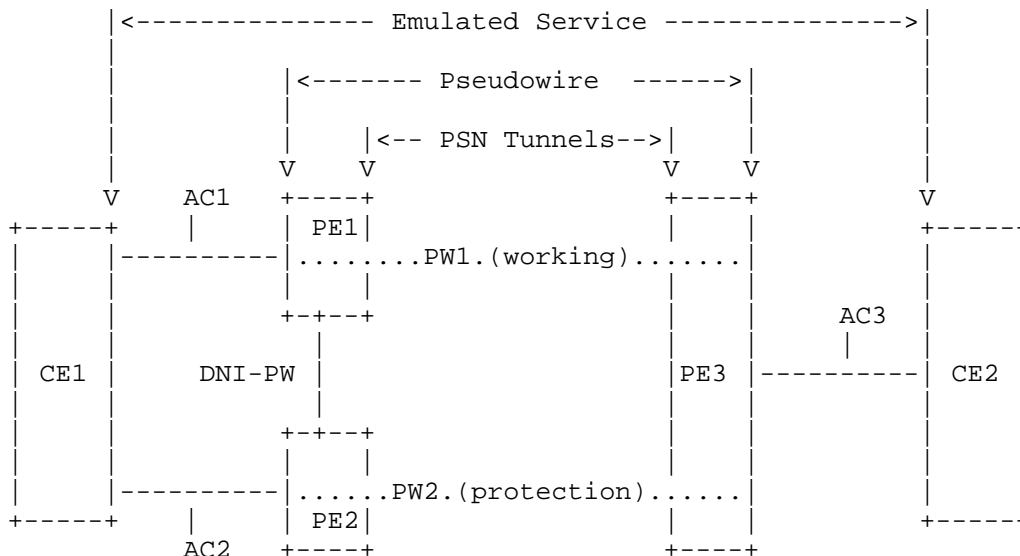 |<--------------- Emulated Service --------------->|
|<------- Pseudowire ------>|
|<-- PSN Tunnels-->|
V V V V
V AC1 +----+ +----+ V
+-----+ | | PE1| | | +-----
| |----------|........PW1.(working).......| |
+-+--+ AC3
| CE1 | DNI-PW | |PE3 |----------| CE2
+-+--+
| |----------|......PW2.(protection)......| |
+-----+ | | PE2| | | +-----
AC2 +----+ +----+